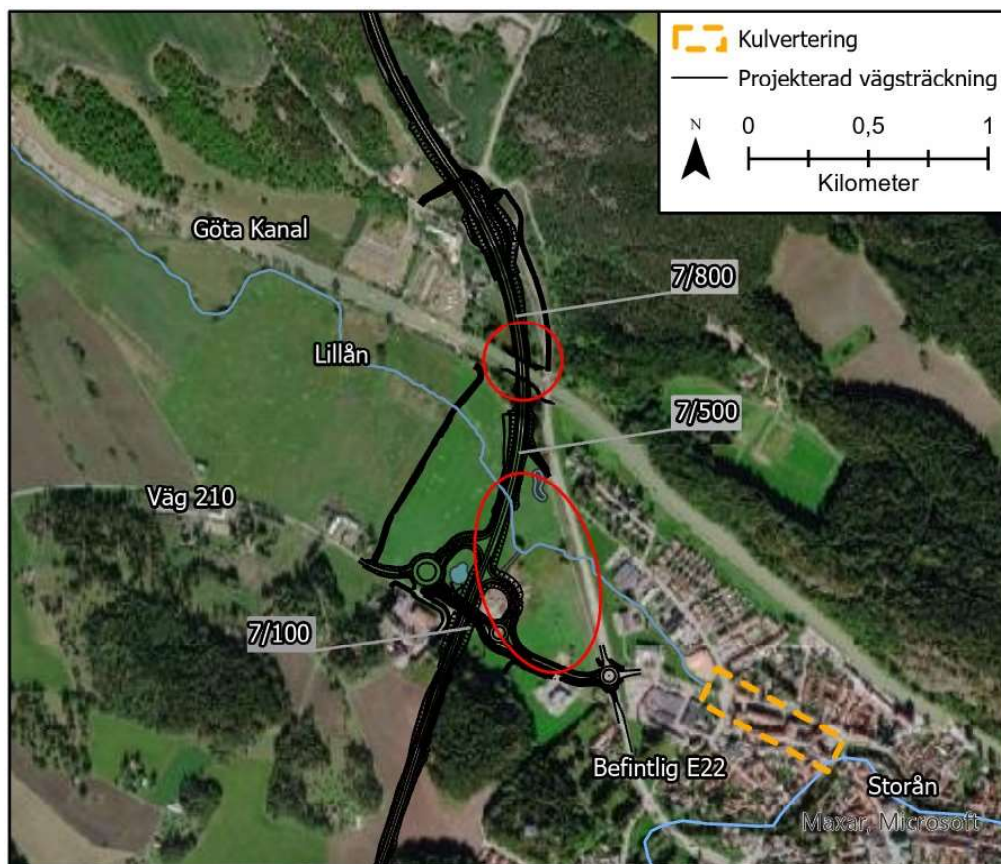 Kulvertering
Projekterad vägsträckning
N
0 0,5 1
Kilometer
Göta Kanal
7/800
Lillån
7/500
Väg 210
7/100
Befintlig E22
Storån
Maxar, Microsoft